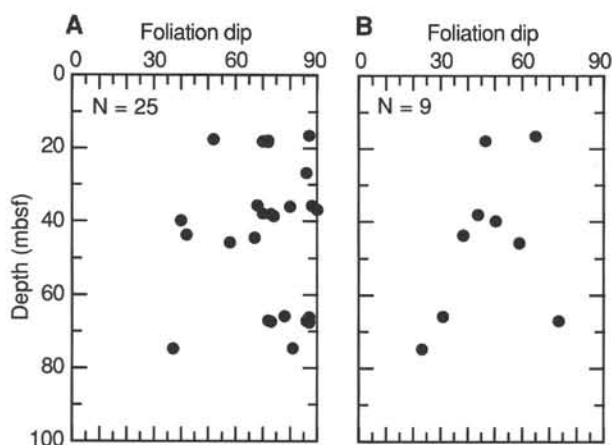 A Foliation dip
0 30 60 90
N = 25
Depth (mbsf)
0
20
40
60
80
100
B Foliation dip
0 30 60 90
N = 9